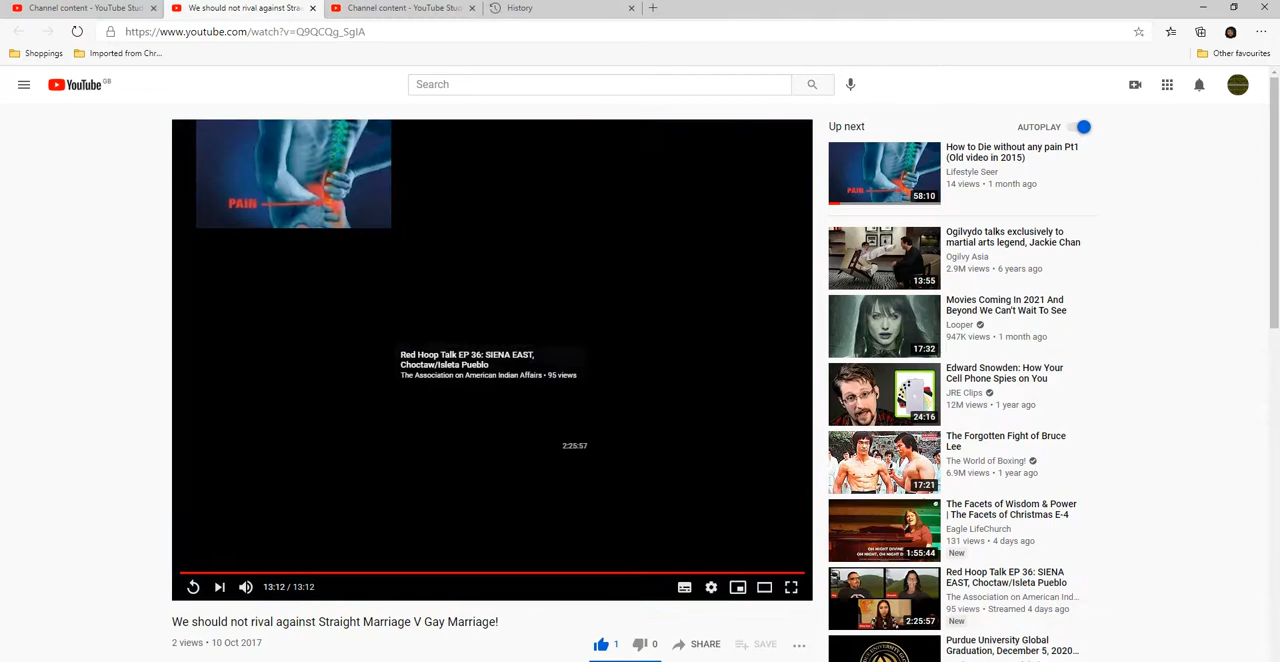 Channel content - YouTube Stud
We should not rival against Strai
Channel content - YouTube Stud
History
https://www.youtube.com/watch?v=Q9QCQg_SgIA
Shoppings
Imported from Chr...
Other favourites
YouTube GB
Search
PAIN
Red Hoop Talk EP 36: SIENA EAST,
Choctaw/Isleta Pueblo
The Association on American Indian Affairs • 95 views
2:25:57
13:12 / 13:12
We should not rival against Straight Marriage V Gay Marriage!
2 views • 10 Oct 2017
1
0
SHARE
SAVE
Up next
AUTOPLAY
PAIN
58:10
How to Die without any pain Pt1
(Old video in 2015)
Lifestyle Seer
14 views • 1 month ago
13:55
Ogilvydo talks exclusively to
martial arts legend, Jackie Chan
Ogilvy Asia
2.9M views • 6 years ago
17:32
Movies Coming In 2021 And
Beyond We Can't Wait To See
Looper
947K views • 1 month ago
24:16
Edward Snowden: How Your
Cell Phone Spies on You
JRE Clips
12M views • 1 year ago
17:21
The Forgotten Fight of Bruce
Lee
The World of Boxing!
6.9M views • 1 year ago
1:55:44
The Facets of Wisdom & Power
| The Facets of Christmas E-4
Eagle LifeChurch
131 views • 4 days ago
New
2:25:57
Red Hoop Talk EP 36: SIENA
EAST, Choctaw/Isleta Pueblo
The Association on American Ind...
95 views • Streamed 4 days ago
New
Purdue University Global
Graduation, December 5, 2020...